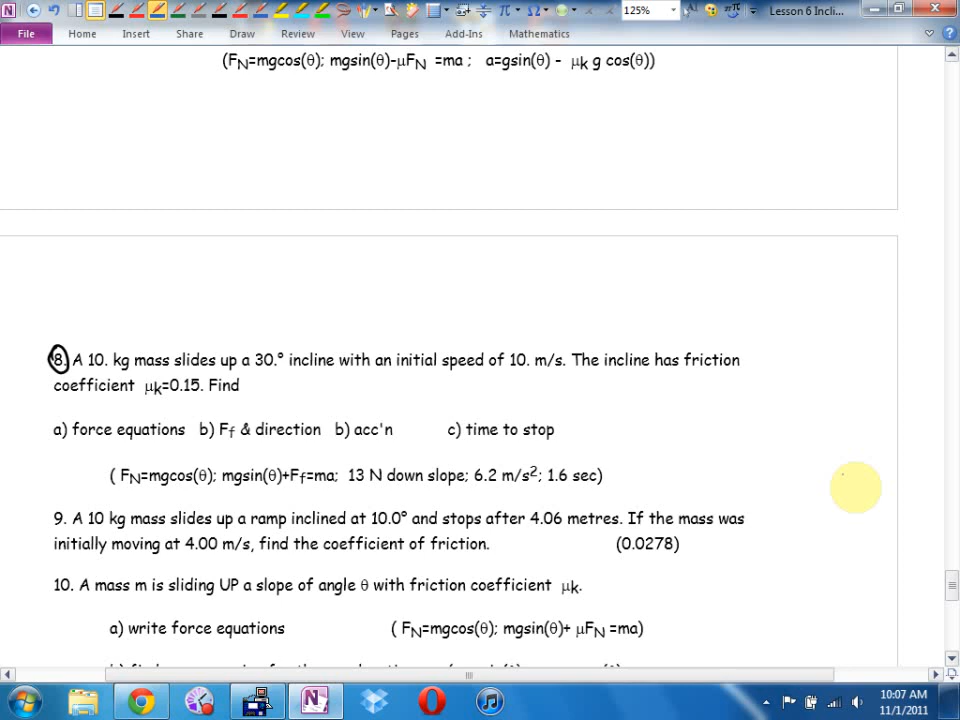 125% Lesson 6 Incli...
File Home Insert Share Draw Review View Pages Add-Ins Mathematics
(FN=mgcos(θ); mgsin(θ)-μFN =ma ; a=gsin(θ) - μk g cos(θ))
8. A 10. kg mass slides up a 30.° incline with an initial speed of 10. m/s. The incline has friction
coefficient μk=0.15. Find
a) force equations b) Ff & direction b) acc'n c) time to stop
( FN=mgcos(θ); mgsin(θ)+Ff=ma; 13 N down slope; 6.2 m/s2; 1.6 sec)
9. A 10 kg mass slides up a ramp inclined at 10.0° and stops after 4.06 metres. If the mass was
initially moving at 4.00 m/s, find the coefficient of friction. (0.0278)
10. A mass m is sliding UP a slope of angle θ with friction coefficient μk.
a) write force equations ( FN=mgcos(θ); mgsin(θ)+ μFN =ma)
10:07 AM
11/1/2011